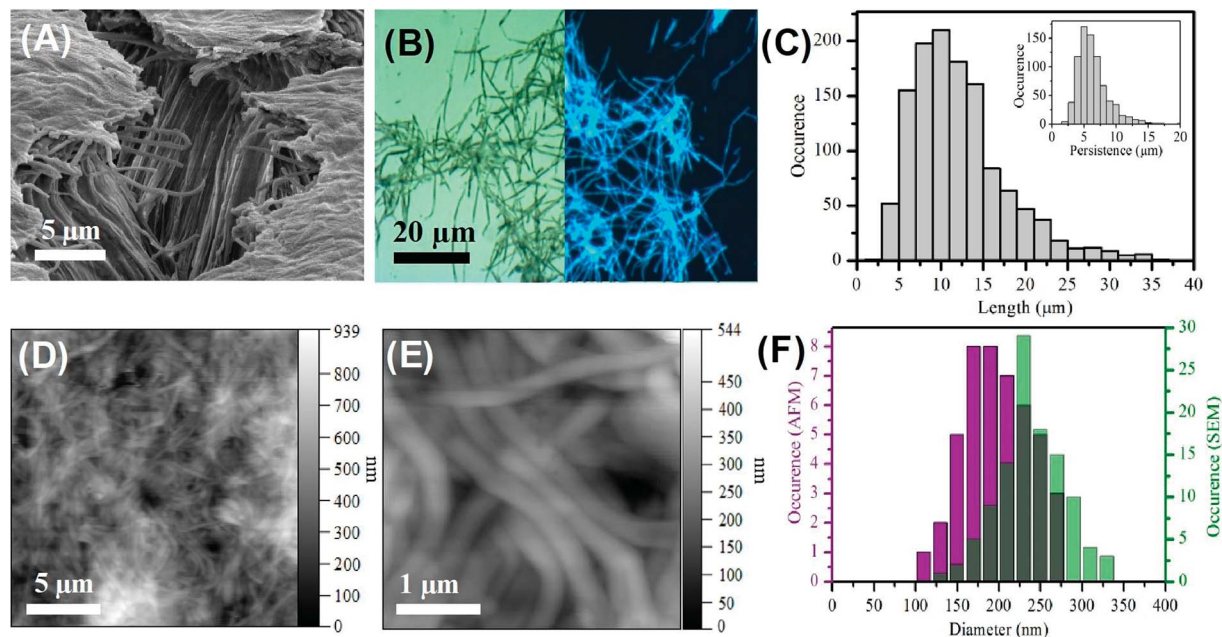 (A)
5 μm
(B)
20 μm
(C)
Occurence
200
150
100
50
0
0 5 10 15 20 25 30 35 40
Length (μm)
Occurence
150
100
50
0
0 10 20
Persistence (μm)
(D)
5 μm
939
800
700
600
500
400
300
200
100
0
nm
(E)
1 μm
544
450
400
350
300
250
200
150
100
50
0
nm
(F)
Occurence (AFM)
8
7
6
5
4
3
2
1
0
0 50 100 150 200 250 300 350 400
Diameter (nm)
30
25
20
15
10
5
0
Occurence (SEM)